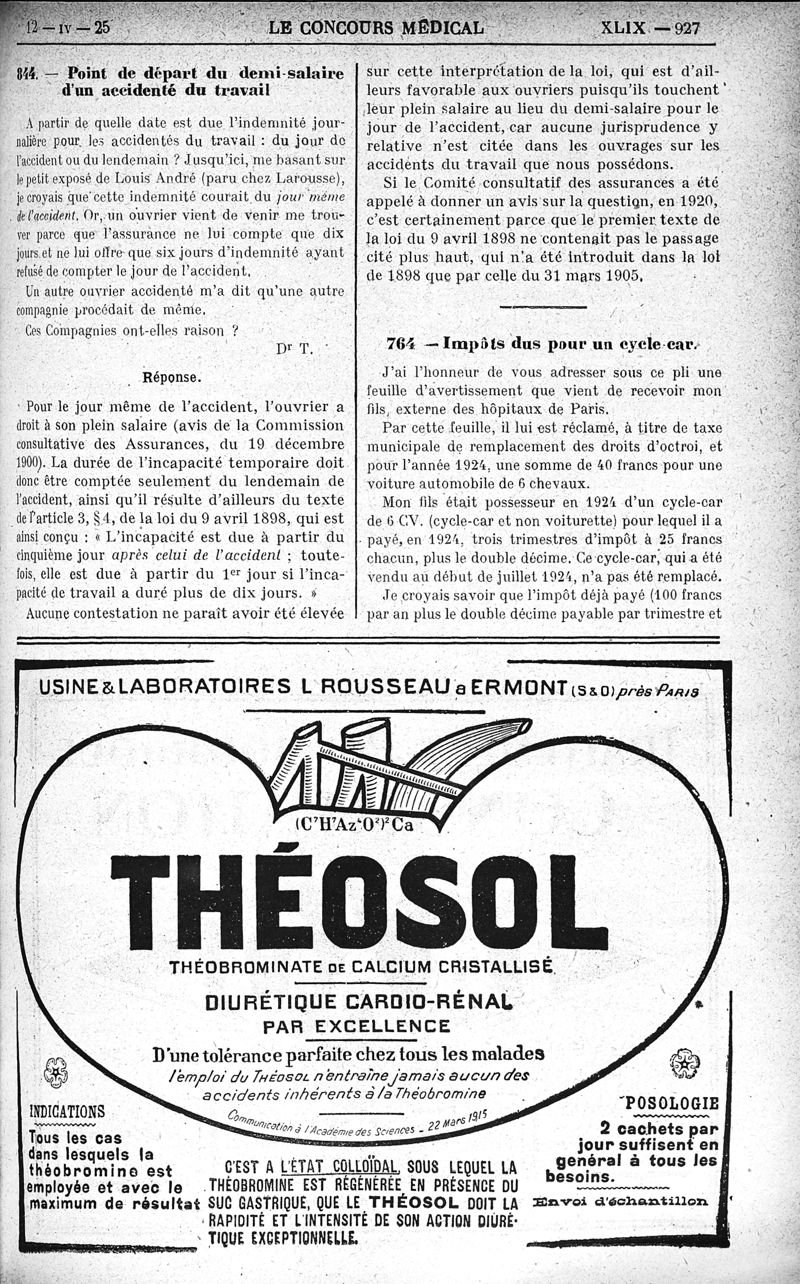 12 — IV — 25
LE CONCOURS MÉDICAL
XLIX — 927
844. — Point de départ du demi-salaire
d'un accidenté du travail
A partir de quelle date est due l'indemnité jour-
nalière pour les accidentés du travail : du jour de
l'accident ou du lendemain ? Jusqu'ici, me basant sur
le petit exposé de Louis André (paru chez Larousse),
je croyais que cette indemnité courait du jour même
de l'accident. Or, un ouvrier vient de venir me trou-
ver parce que l'assurance ne lui compte que dix
jours et ne lui offre que six jours d'indemnité ayant
refusé de compter le jour de l'accident.
Un autre ouvrier accidenté m'a dit qu'une autre
compagnie procédait de même.
Ces Compagnies ont-elles raison ?
Dr T.
Réponse.
Pour le jour même de l'accident, l'ouvrier a
droit à son plein salaire (avis de la Commission
consultative des Assurances, du 19 décembre
1900). La durée de l'incapacité temporaire doit
donc être comptée seulement du lendemain de
l'accident, ainsi qu'il résulte d'ailleurs du texte
de l'article 3, § 4, de la loi du 9 avril 1898, qui est
ainsi conçu : « L'incapacité est due à partir du
cinquième jour après celui de l'accident ; toute-
fois, elle est due à partir du 1er jour si l'inca-
pacité de travail a duré plus de dix jours. »
Aucune contestation ne paraît avoir été élevée
sur cette interprétation de la loi, qui est d'ail-
leurs favorable aux ouvriers puisqu'ils touchent
leur plein salaire au lieu du demi-salaire pour le
jour de l'accident, car aucune jurisprudence y
relative n'est citée dans les ouvrages sur les
accidents du travail que nous possédons.
Si le Comité consultatif des assurances a été
appelé à donner un avis sur la question, en 1920,
c'est certainement parce que le premier texte de
la loi du 9 avril 1898 ne contenait pas le passage
cité plus haut, qui n'a été introduit dans la loi
de 1898 que par celle du 31 mars 1905.
764 — Impôts dus pour un cycle-car.
J'ai l'honneur de vous adresser sous ce pli une
feuille d'avertissement que vient de recevoir mon
fils, externe des hôpitaux de Paris.
Par cette feuille, il lui est réclamé, à titre de taxe
municipale de remplacement des droits d'octroi, et
pour l'année 1924, une somme de 40 francs pour une
voiture automobile de 6 chevaux.
Mon fils était possesseur en 1924 d'un cycle-car
de 6 CV. (cycle-car et non voiturette) pour lequel il a
payé, en 1924, trois trimestres d'impôt à 25 francs
chacun, plus le double décime. Ce cycle-car, qui a été
vendu au début de juillet 1924, n'a pas été remplacé.
Je croyais savoir que l'impôt déjà payé (100 francs
par an plus le double décime payable par trimestre et
USINE & LABORATOIRES L ROUSSEAU à ERMONT (S & O) près PARIS
(C⁷H⁷Az⁴O²)²Ca
THÉOSOL
THÉOBROMINATE DE CALCIUM CRISTALLISÉ
DIURÉTIQUE CARDIO-RÉNAL
PAR EXCELLENCE
D'une tolérance parfaite chez tous les malades
l'emploi du THÉOSOL n'entraîne jamais aucun des
accidents inhérents à la Théobromine
Communication à l'Académie des Sciences - 22 Mars 1915
INDICATIONS
Tous les cas
dans lesquels la
théobromine est
employée et avec le
maximum de résultat
C'EST A L'ÉTAT COLLOÏDAL, SOUS LEQUEL LA
THÉOBROMINE EST RÉGÉNÉRÉE EN PRÉSENCE DU
SUC GASTRIQUE, QUE LE THÉOSOL DOIT LA
RAPIDITÉ ET L'INTENSITÉ DE SON ACTION DIURÉ-
TIQUE EXCEPTIONNELLE.
POSOLOGIE
2 cachets par
jour suffisent en
général à tous les
besoins.
Envoi d'échantillon